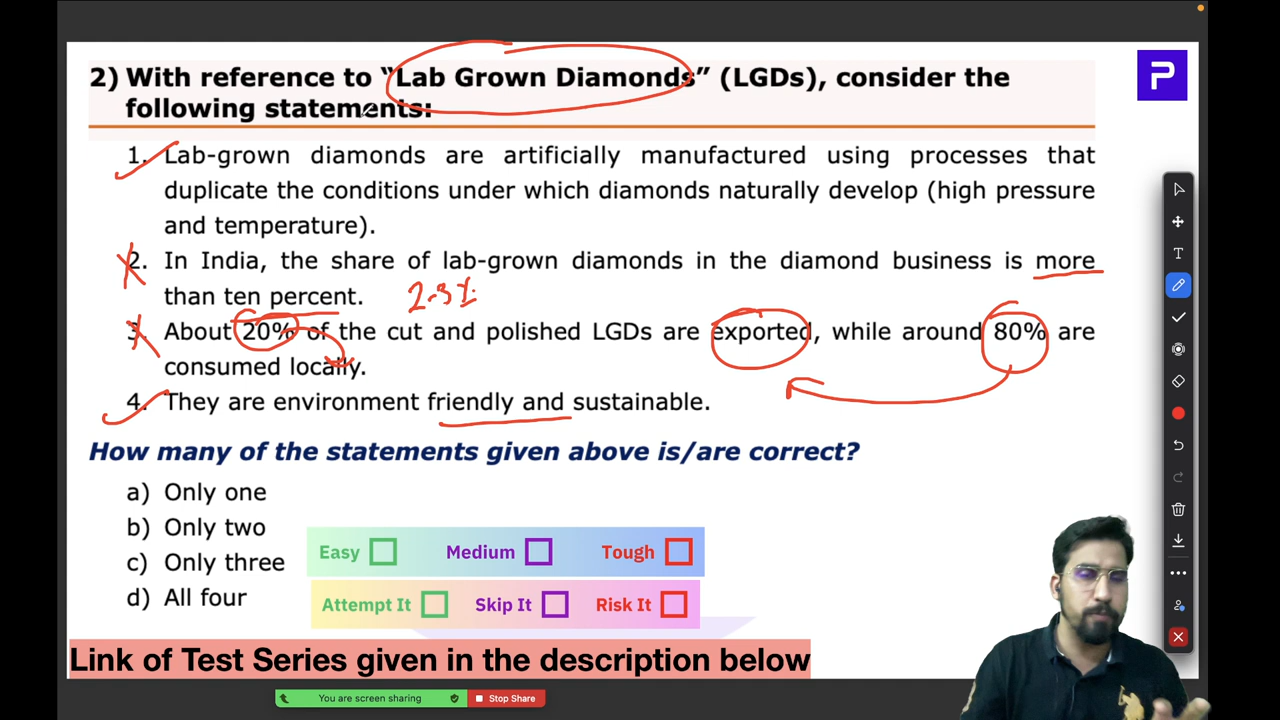 2) With reference to “Lab Grown Diamonds” (LGDs), consider the
following statements:
1. Lab-grown diamonds are artificially manufactured using processes that
duplicate the conditions under which diamonds naturally develop (high pressure
and temperature).
2. In India, the share of lab-grown diamonds in the diamond business is more
than ten percent.
2-3%
3. About 20% of the cut and polished LGDs are exported, while around 80% are
consumed locally.
4. They are environment friendly and sustainable.
How many of the statements given above is/are correct?
a) Only one
b) Only two
c) Only three
d) All four
Easy Medium Tough
Attempt It Skip It Risk It
Link of Test Series given in the description below
You are screen sharing Stop Share
P
T